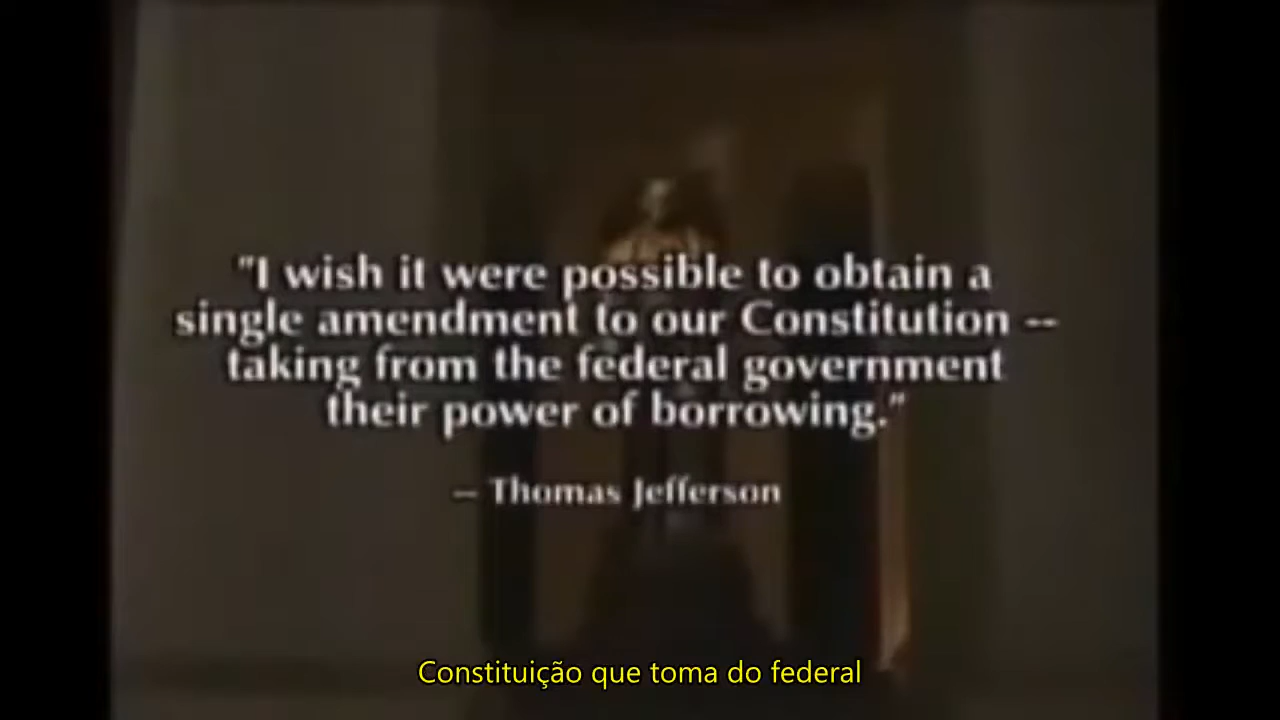 "I wish it were possible to obtain a
single amendment to our Constitution --
taking from the federal government
their power of borrowing."
-- Thomas Jefferson
Constituição que toma do federal